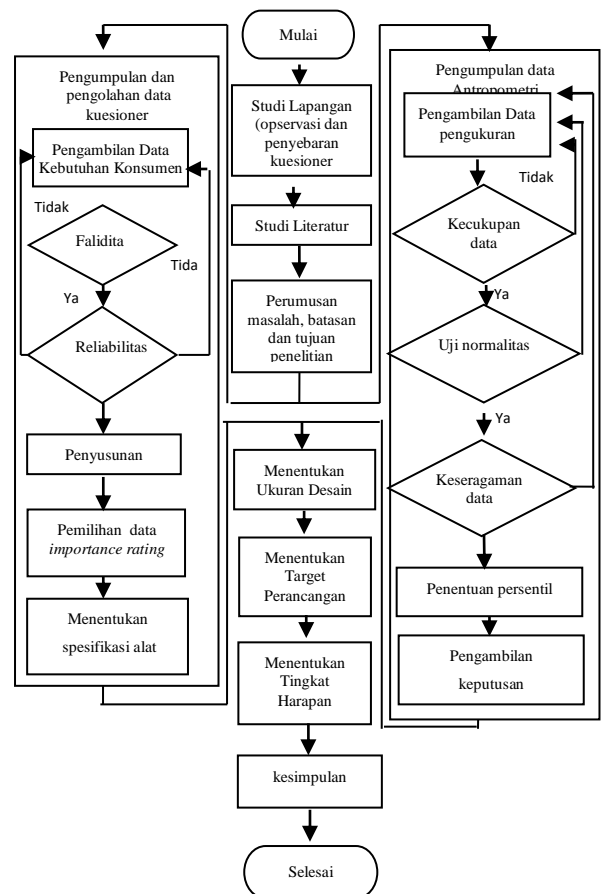 Mulai
Studi Lapangan
(opservasi dan
penyebaran
kuesioner
Studi Literatur
Perumusan
masalah, batasan
dan tujuan
penelitian
Pengumpulan dan
pengolahan data
kuesioner
Pengambilan Data
Kebutuhan Konsumen
Tidak
Falidita
Tida
Ya
Reliabilitas
Penyusunan
Pemilihan data
importance rating
Menentukan
spesifikasi alat
Pengumpulan data
Antropometri
Pengambilan Data
pengukuran
Tidak
Kecukupan
data
Ya
Uji normalitas
Ya
Keseragaman
data
Penentuan persentil
Pengambilan
keputusan
Menentukan
Ukuran Desain
Menentukan
Target
Perancangan
Menentukan
Tingkat
Harapan
kesimpulan
Selesai